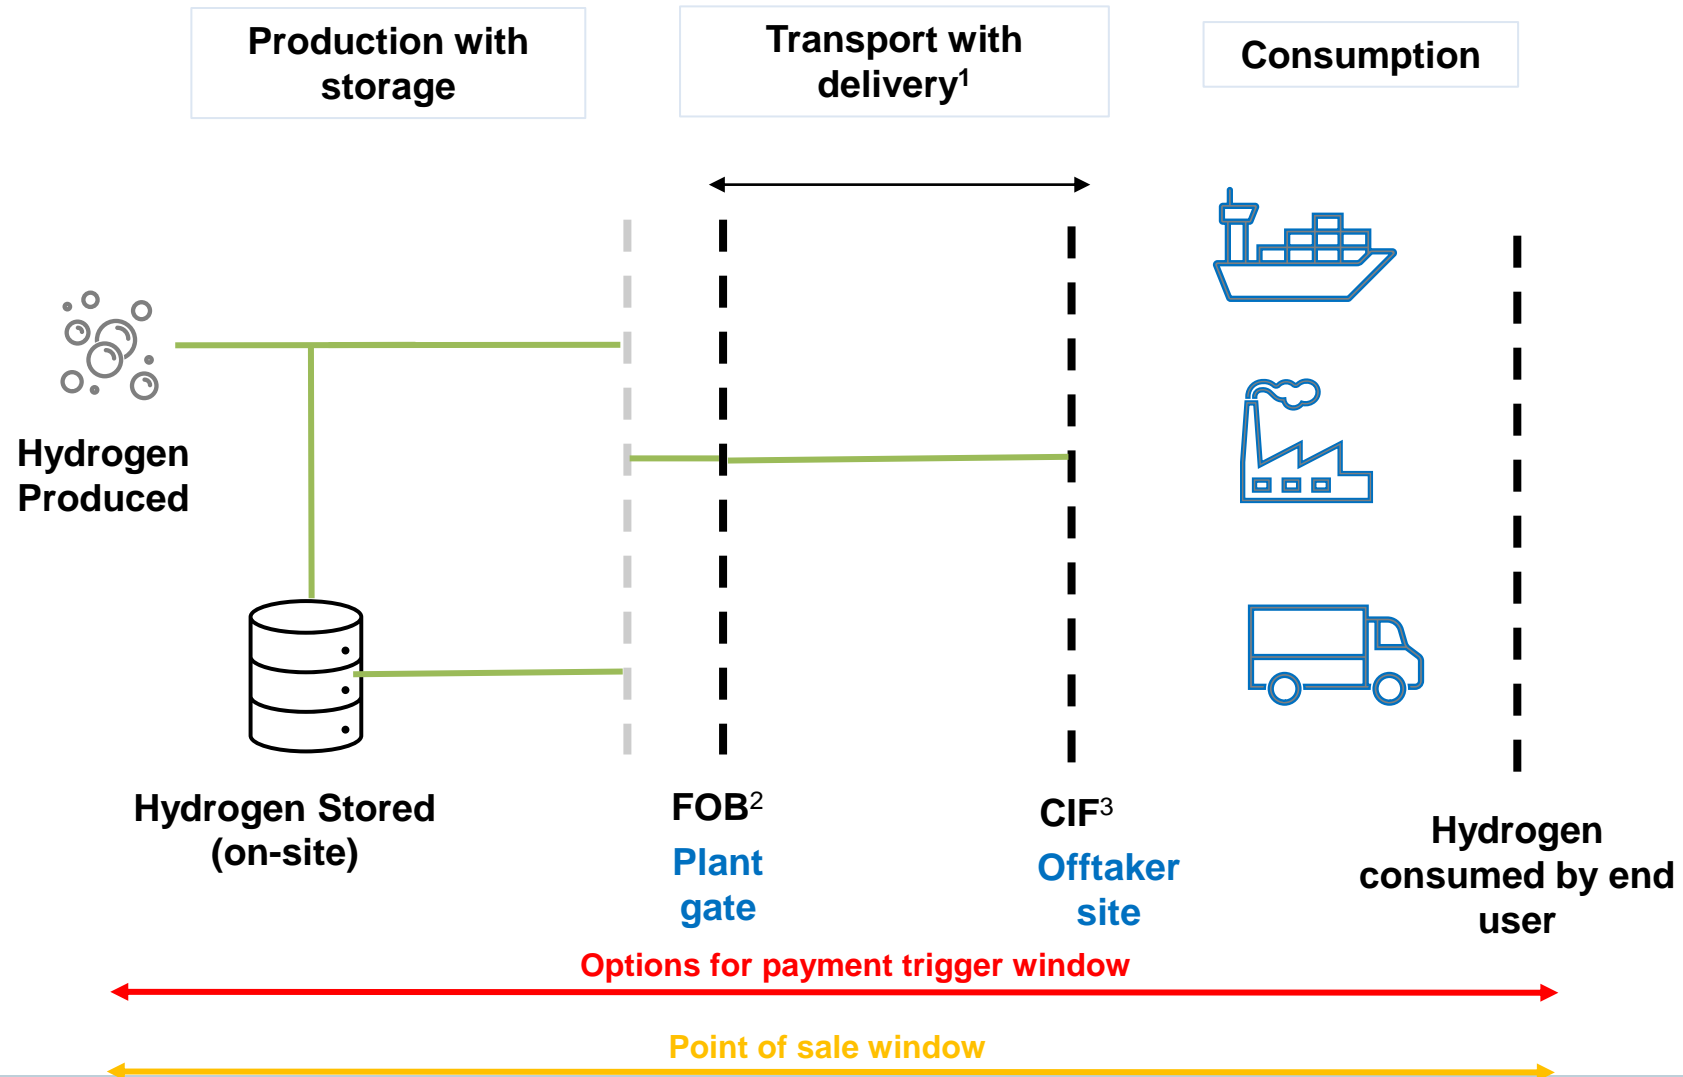 Production with
storage
Transport with
delivery1
Consumption
Hydrogen
Produced
Hydrogen Stored
(on-site)
FOB2
Plant
gate
CIF3
Offtaker
site
Hydrogen
consumed by end
user
Options for payment trigger window
Point of sale window